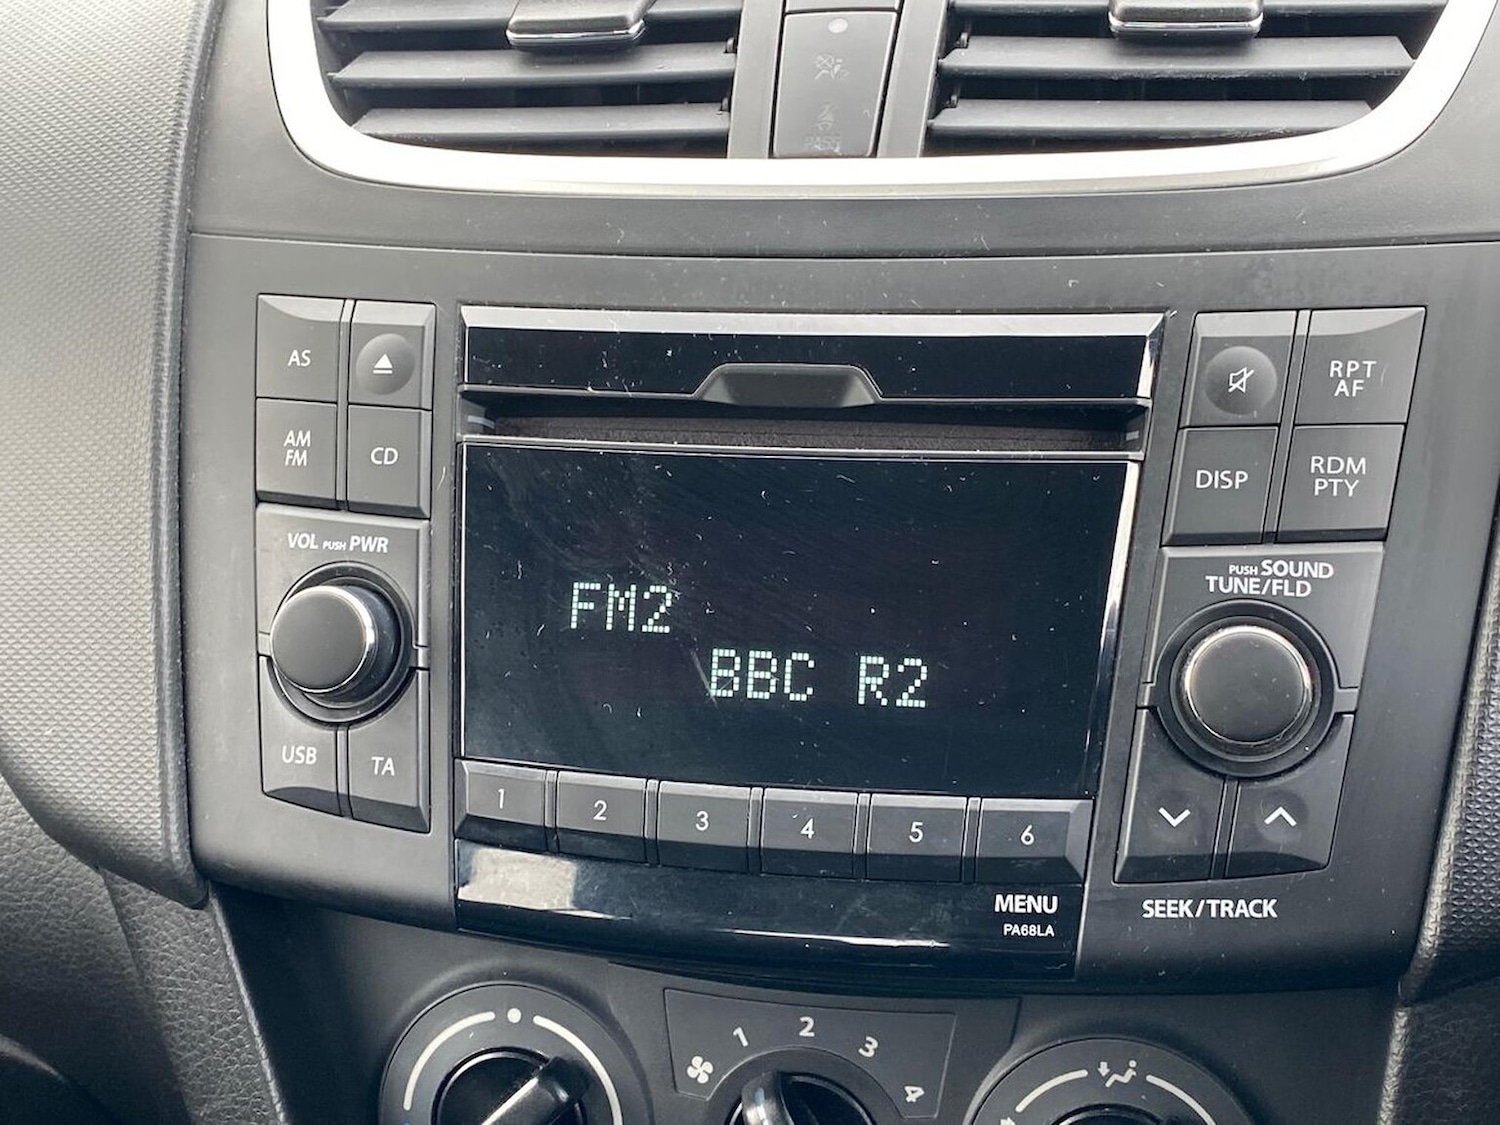 AS
AM
FM
CD
VOL PUSH PWR
USB
TA
FM2
BBC R2
1 2 3 4 5 6
MENU
PA68LA
RPT
AF
DISP
RDM
PTY
PUSH SOUND
TUNE/FLD
SEEK/TRACK
1 2 3 4